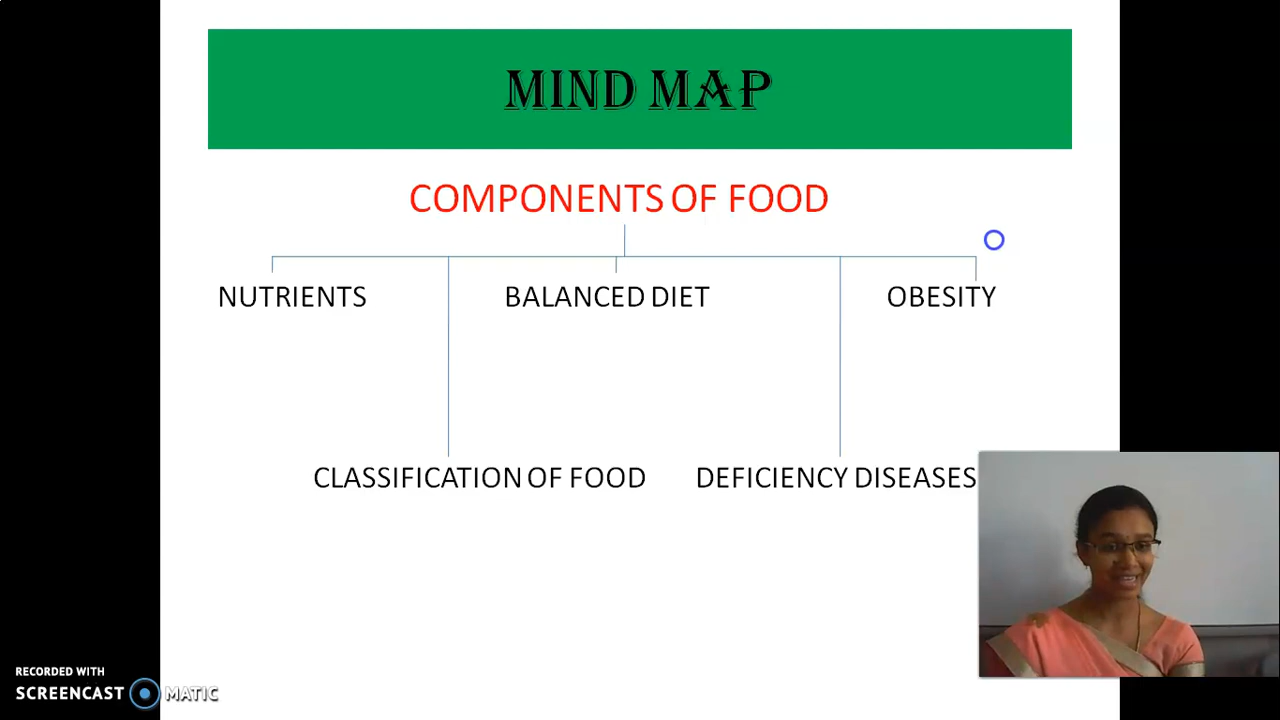 MIND MAP
COMPONENTS OF FOOD
NUTRIENTS
BALANCED DIET
OBESITY
CLASSIFICATION OF FOOD
DEFICIENCY DISEASES
RECORDED WITH
SCREENCAST MATIC